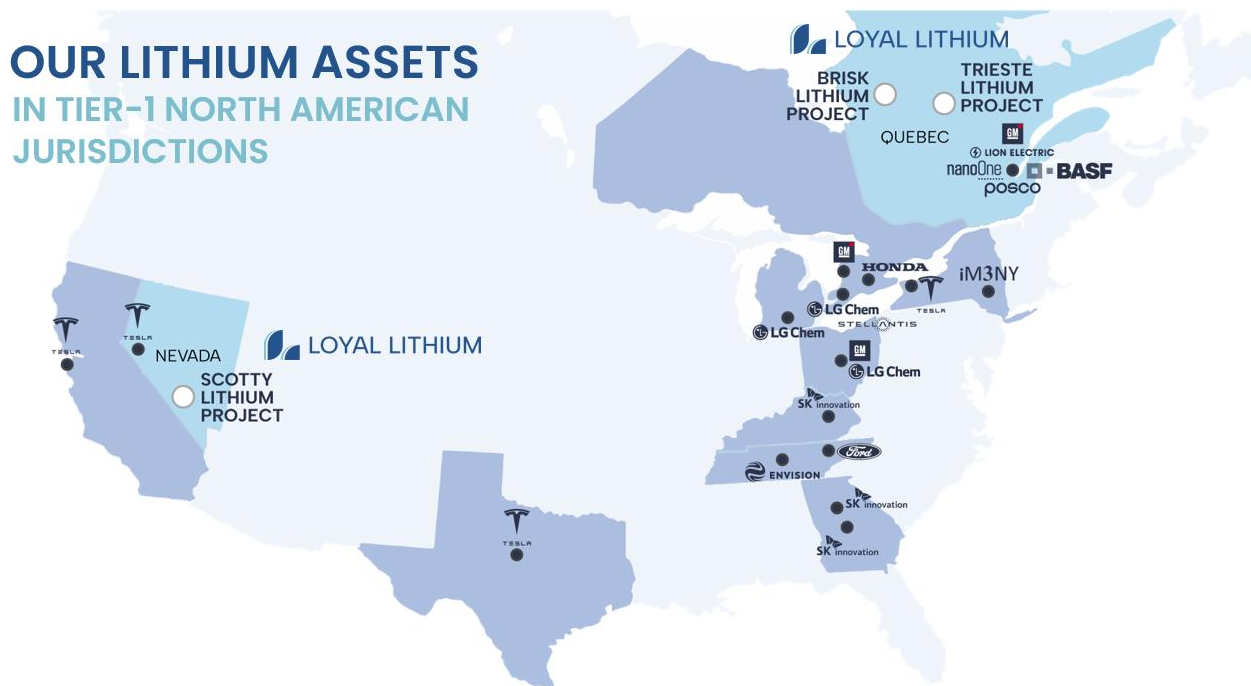 OUR LITHIUM ASSETS
IN TIER-1 NORTH AMERICAN
JURISDICTIONS
LOYAL LITHIUM
BRISK
LITHIUM
PROJECT
TRIESTE
LITHIUM
PROJECT
QUEBEC
GM
LION ELECTRIC
nanoOne
BASF
posco
GM
HONDA
iM3NY
TESLA
LG Chem
STELLANTIS
LG Chem
GM
LG Chem
TESLA
TESLA
NEVADA
LOYAL LITHIUM
SCOTTY
LITHIUM
PROJECT
SK innovation
Ford
ENVISION
SK innovation
SK innovation
TESLA